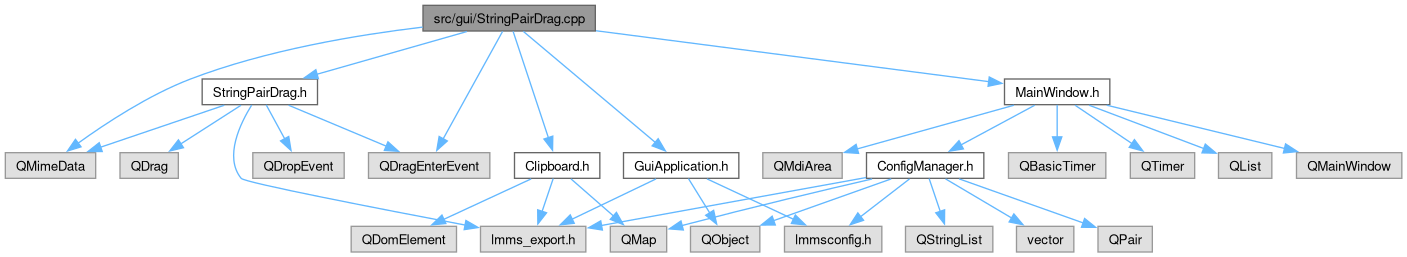 src/gui/StringPairDrag.cpp
StringPairDrag.h
MainWindow.h
QMimeData
QDrag
QDropEvent
QDragEnterEvent
Clipboard.h
GuiApplication.h
QMdiArea
ConfigManager.h
QBasicTimer
QTimer
QList
QMainWindow
QDomElement
lmms_export.h
QMap
QObject
lmmsconfig.h
QStringList
vector
QPair